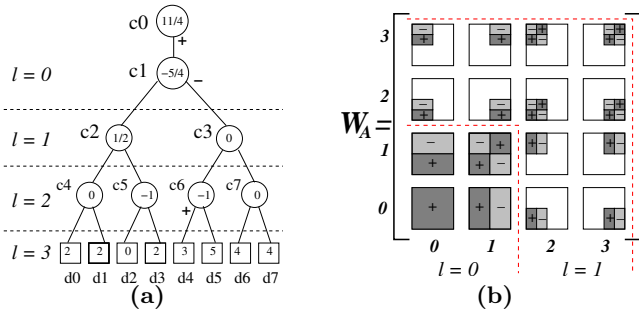 c0 11/4
+
l = 0 c1 −5/4 −
l = 1 c2 1/2 c3 0
l = 2 c4 0 c5 −1 c6 −1 c7 0
+
l = 3 2 2 0 2 3 5 4 4
d0 d1 d2 d3 d4 d5 d6 d7
(a)
W_A =
3 − + − + − + − − + − +
2 − + − + − + − − + − +
1 − + − + + − + − + −
0 + + − + − + −
0 1 2 3
l = 0 l = 1
(b)